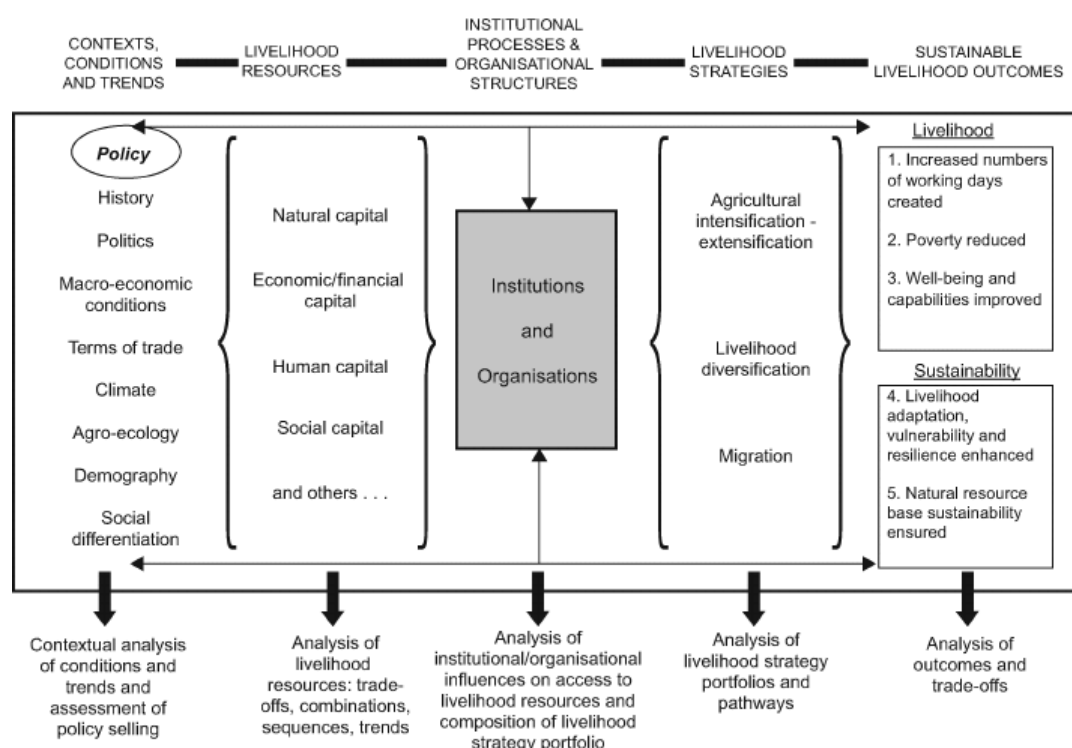 CONTEXTS,
CONDITIONS
AND TRENDS
LIVELIHOOD
RESOURCES
INSTITUTIONAL
PROCESSES &
ORGANISATIONAL
STRUCTURES
LIVELIHOOD
STRATEGIES
SUSTAINABLE
LIVELIHOOD OUTCOMES
Policy
History
Politics
Macro-economic
conditions
Terms of trade
Climate
Agro-ecology
Demography
Social
differentiation
Natural capital
Economic/financial
capital
Human capital
Social capital
and others . . .
Institutions
and
Organisations
Agricultural
intensification -
extensification
Livelihood
diversification
Migration
Livelihood
1. Increased numbers
of working days
created
2. Poverty reduced
3. Well-being and
capabilities improved
Sustainability
4. Livelihood
adaptation,
vulnerability and
resilience enhanced
5. Natural resource
base sustainability
ensured
Contextual analysis
of conditions and
trends and
assessment of
policy selling
Analysis of
livelihood
resources: trade-
offs, combinations,
sequences, trends
Analysis of
institutional/organisational
influences on access to
livelihood resources and
composition of livelihood
strategy portfolio
Analysis of
livelihood strategy
portfolios and
pathways
Analysis of
outcomes and
trade-offs